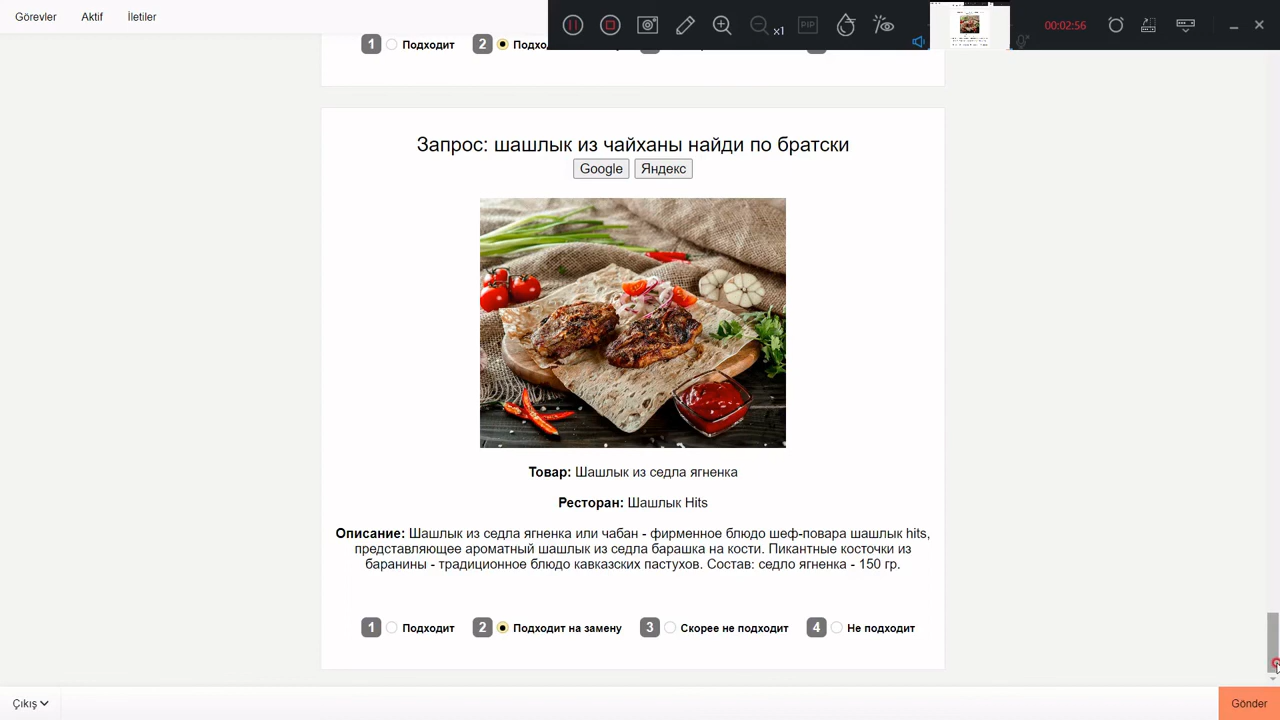 Görevler
Altı
İletiler
PIP
x1
00:02:56
1 Подходит
2 Подхо
Запрос: шашлык из чайханы найди по братски
Google Яндекс
Товар: Шашлык из седла ягненка
Ресторан: Шашлык Hits
Описание: Шашлык из седла ягненка или чабан - фирменное блюдо шеф-повара шашлык hits,
представляющее ароматный шашлык из седла барашка на кости. Пикантные косточки из
баранины - традиционное блюдо кавказских пастухов. Состав: седло ягненка - 150 гр.
1 Подходит 2 Подходит на замену 3 Скорее не подходит 4 Не подходит
Çıkış
Gönder